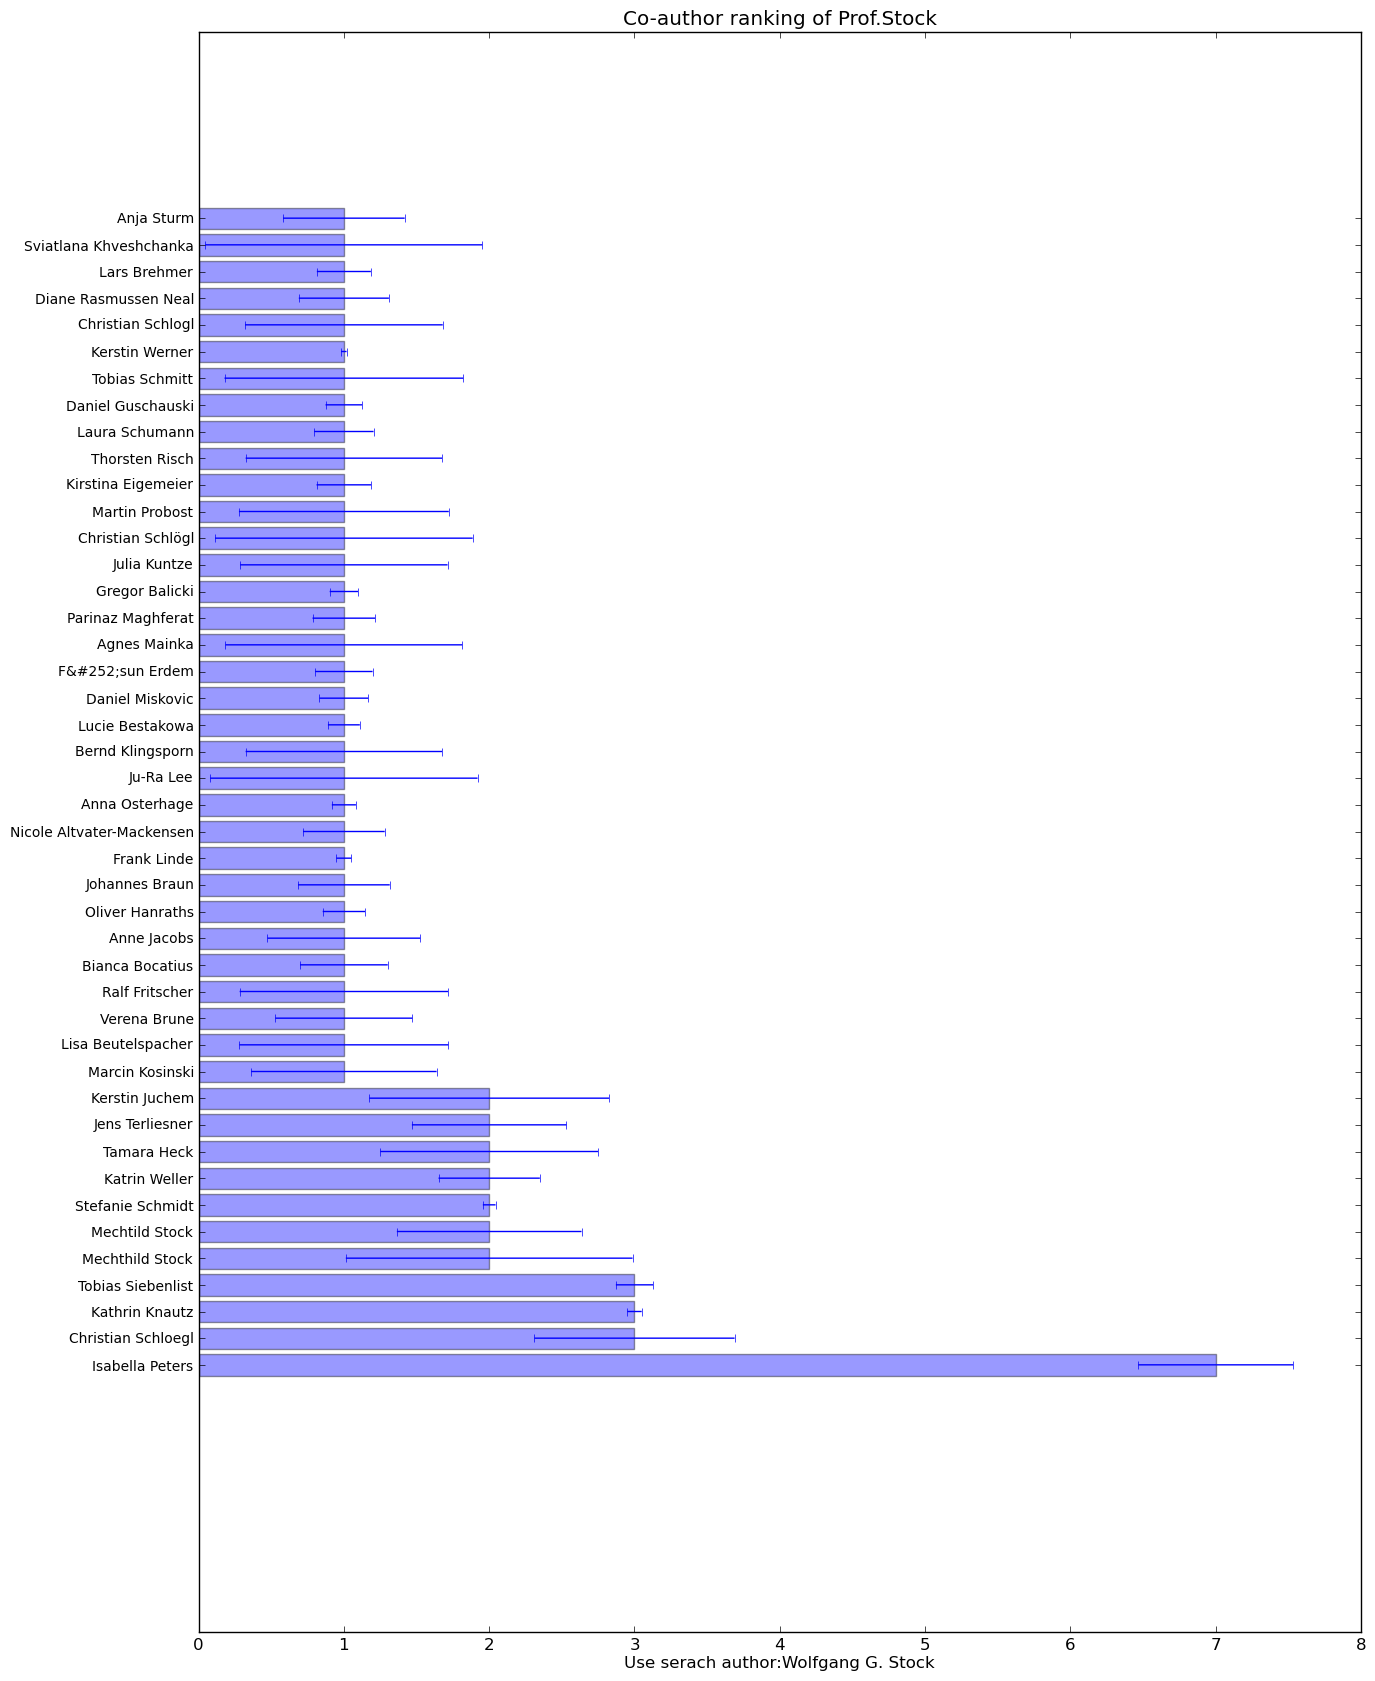 Co-author ranking of Prof.Stock
Anja Sturm
Sviatlana Khveshchanka
Lars Brehmer
Diane Rasmussen Neal
Christian Schlogl
Kerstin Werner
Tobias Schmitt
Daniel Guschauski
Laura Schumann
Thorsten Risch
Kirstina Eigemeier
Martin Probost
Christian Schlögl
Julia Kuntze
Gregor Balicki
Parinaz Maghferat
Agnes Mainka
F&#252;sun Erdem
Daniel Miskovic
Lucie Bestakowa
Bernd Klingsporn
Ju-Ra Lee
Anna Osterhage
Nicole Altvater-Mackensen
Frank Linde
Johannes Braun
Oliver Hanraths
Anne Jacobs
Bianca Bocatius
Ralf Fritscher
Verena Brune
Lisa Beutelspacher
Marcin Kosinski
Kerstin Juchem
Jens Terliesner
Tamara Heck
Katrin Weller
Stefanie Schmidt
Mechtild Stock
Mechthild Stock
Tobias Siebenlist
Kathrin Knautz
Christian Schloegl
Isabella Peters
0 1 2 3 4 5 6 7 8
Use serach author:Wolfgang G. Stock